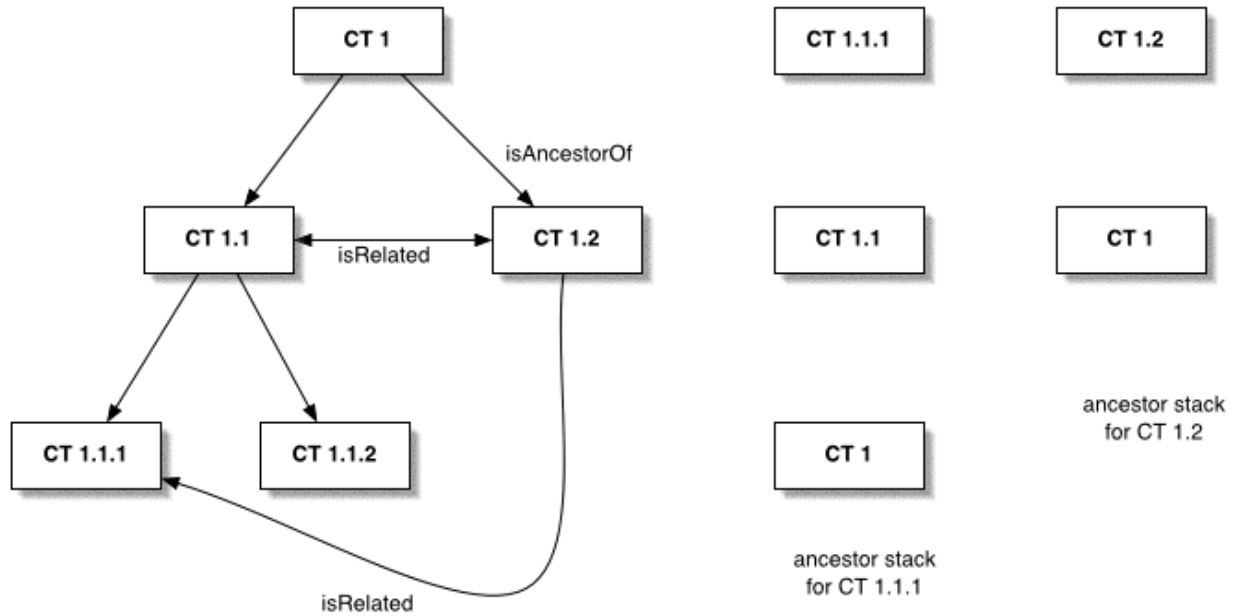 CT 1
CT 1.1.1
CT 1.2
isAncestorOf
CT 1.1
isRelated
CT 1.2
CT 1.1
CT 1
CT 1.1.1
CT 1.1.2
CT 1
ancestor stack
for CT 1.2
ancestor stack
for CT 1.1.1
isRelated